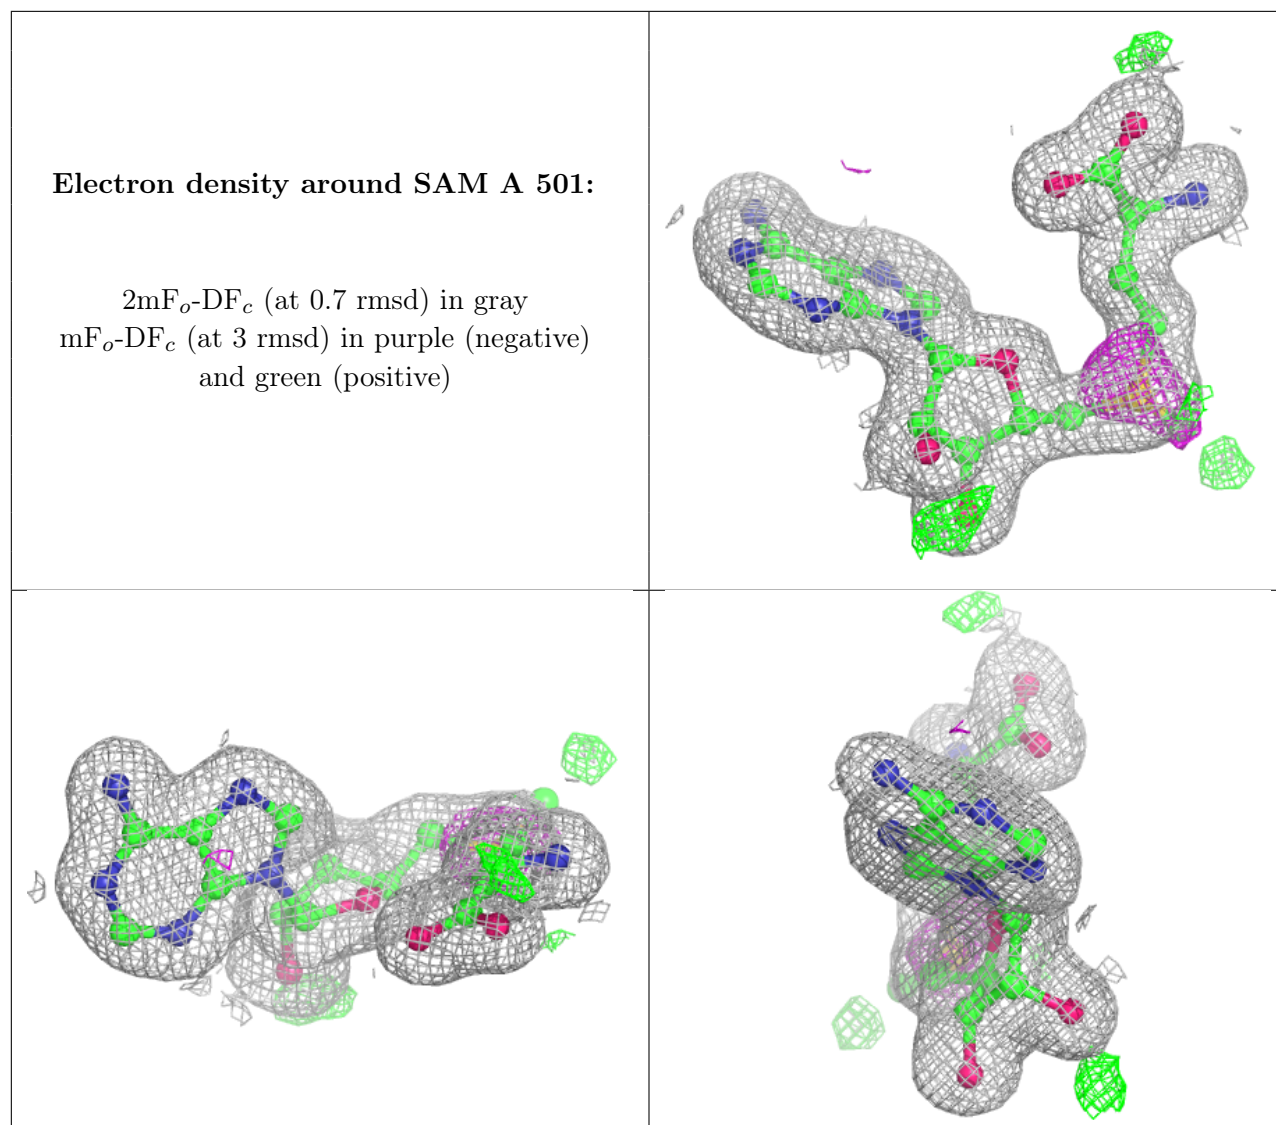 Electron density around SAM A 501:
2mFo-DFc (at 0.7 rmsd) in gray
mFo-DFc (at 3 rmsd) in purple (negative)
and green (positive)